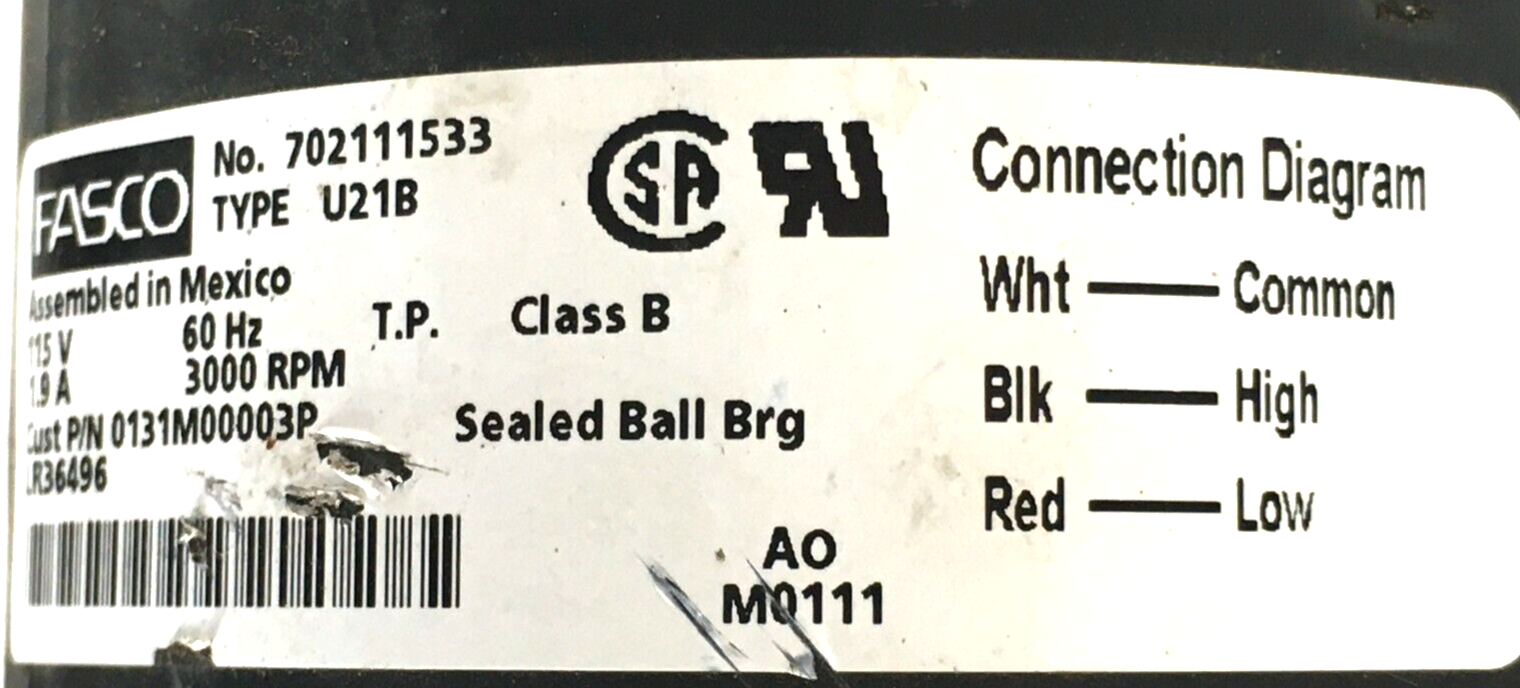 FASCO
No. 702111533
TYPE U21B
Assembled in Mexico
115 V 60 Hz T.P. Class B
1.9 A 3000 RPM
Cust P/N 0131M00003P
LR36496
Sealed Ball Brg
AO
M0111
Connection Diagram
Wht — Common
Blk — High
Red — Low